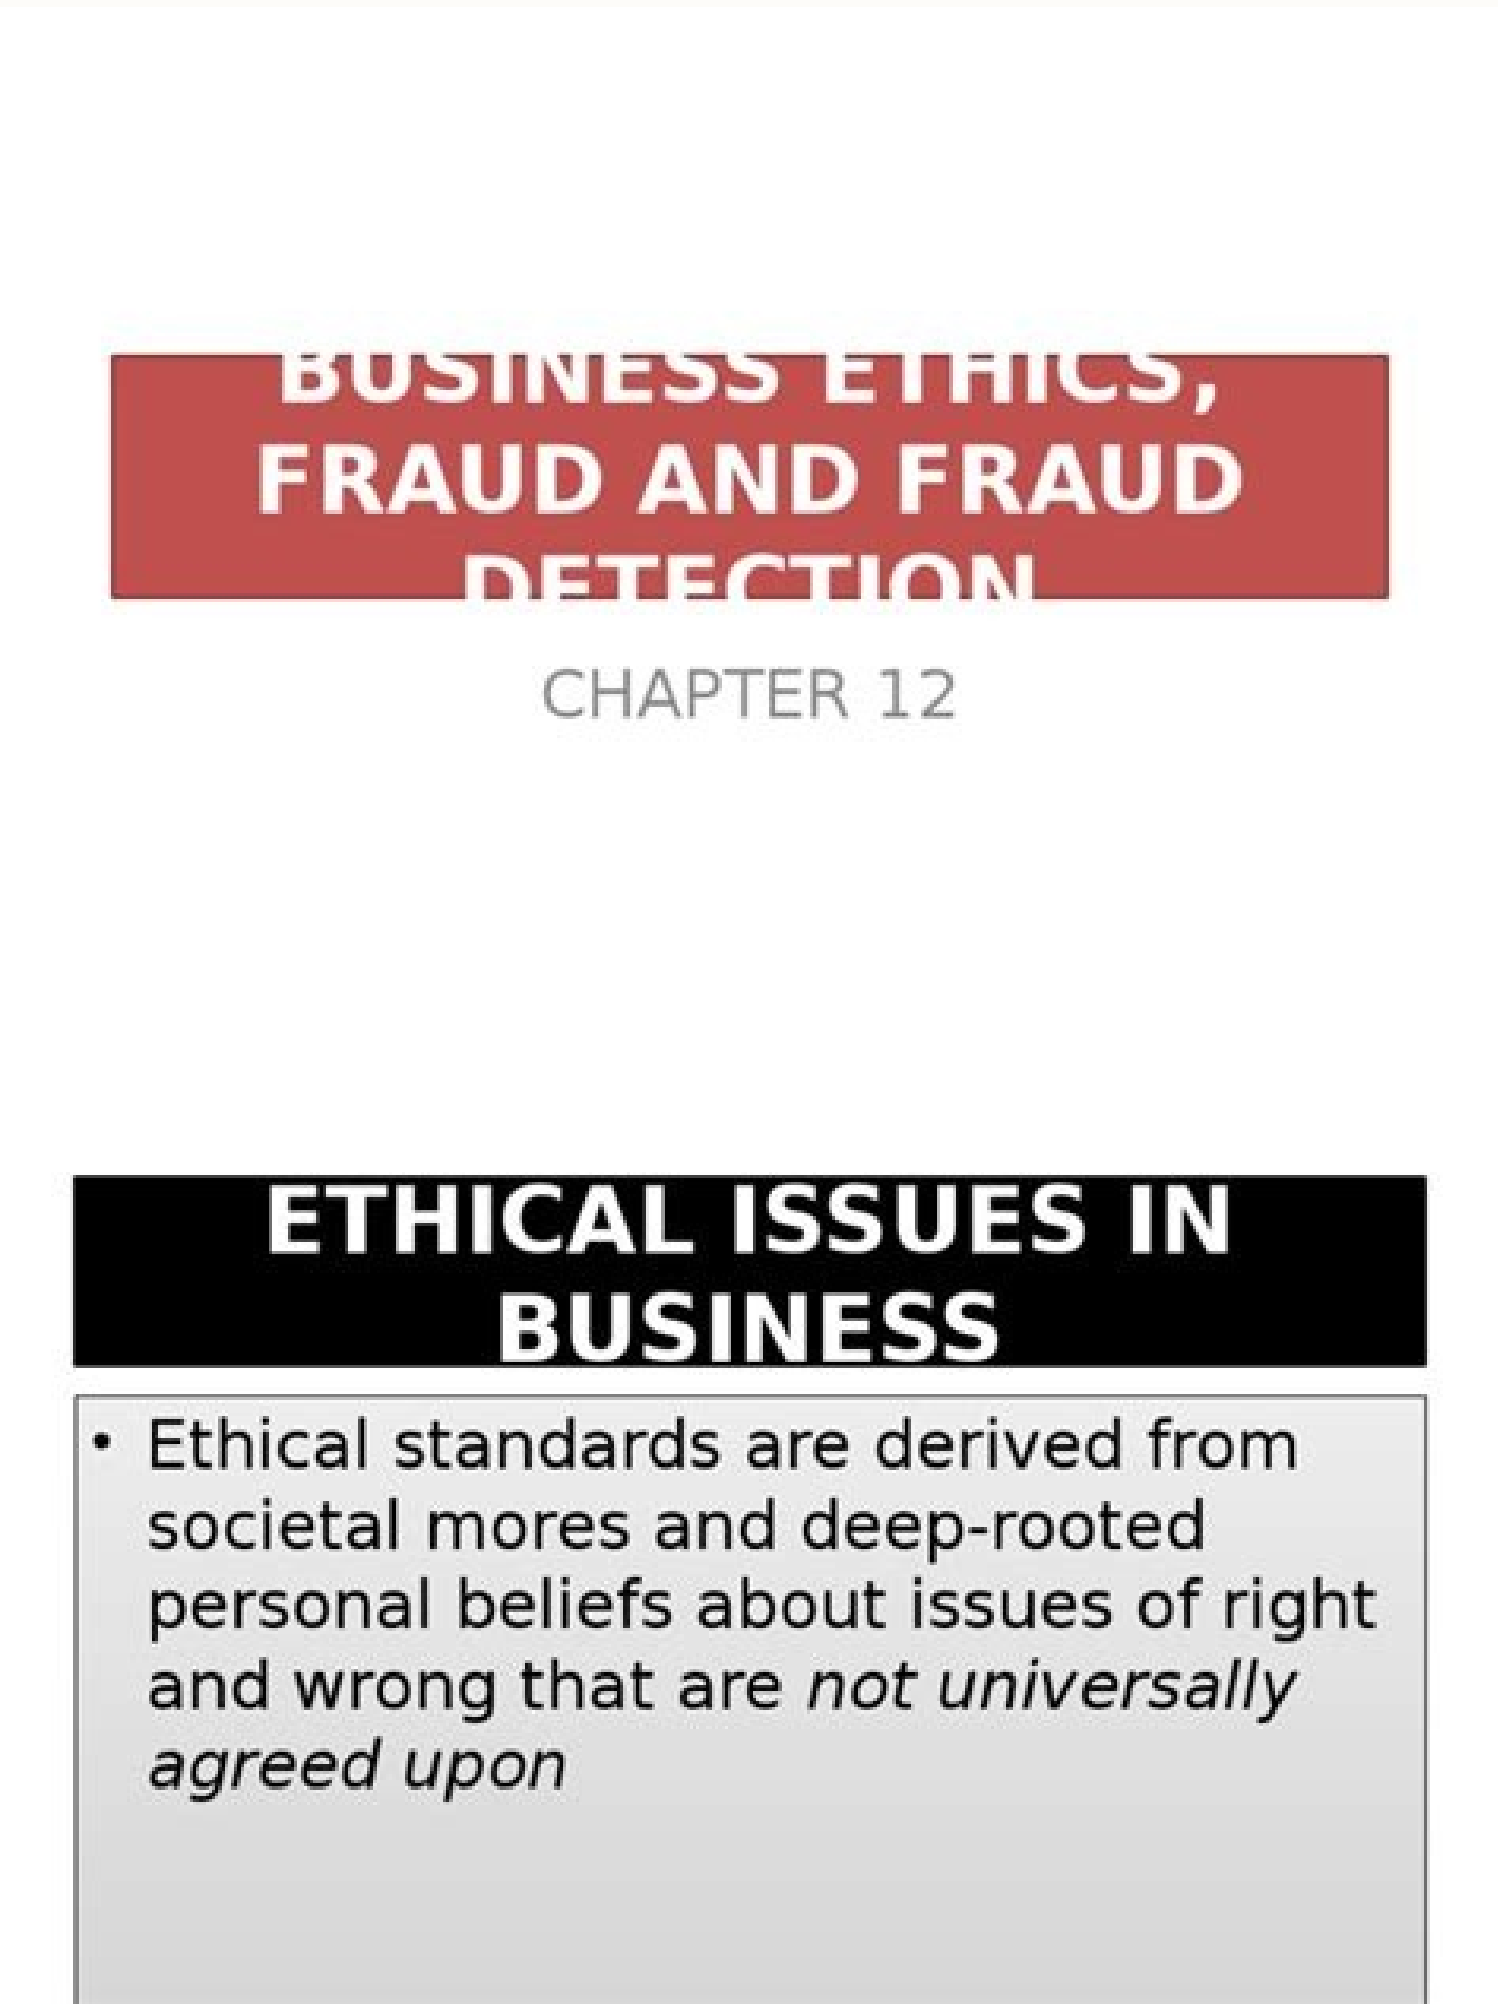 BUSINESS ETHICS,
FRAUD AND FRAUD
DETECTION
CHAPTER 12
ETHICAL ISSUES IN
BUSINESS
• Ethical standards are derived from
societal mores and deep-rooted
personal beliefs about issues of right
and wrong that are not universally
agreed upon